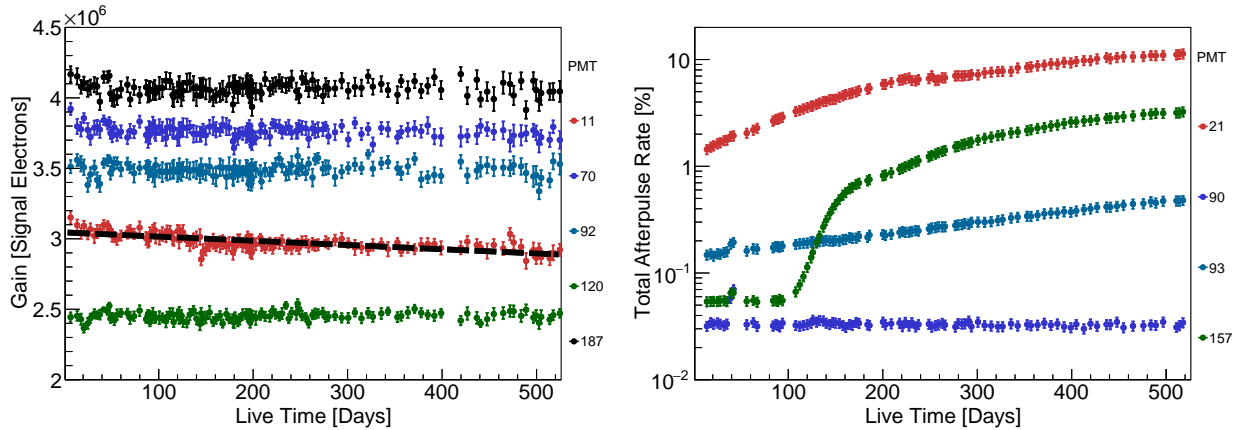 ×10⁶
4.5
4
3.5
3
2.5
2
Gain [Signal Electrons]
100 200 300 400 500
Live Time [Days]
PMT
11
70
92
120
187
10
1
10⁻¹
10⁻²
Total Afterpulse Rate [%]
0 100 200 300 400 500
Live Time [Days]
PMT
21
90
93
157